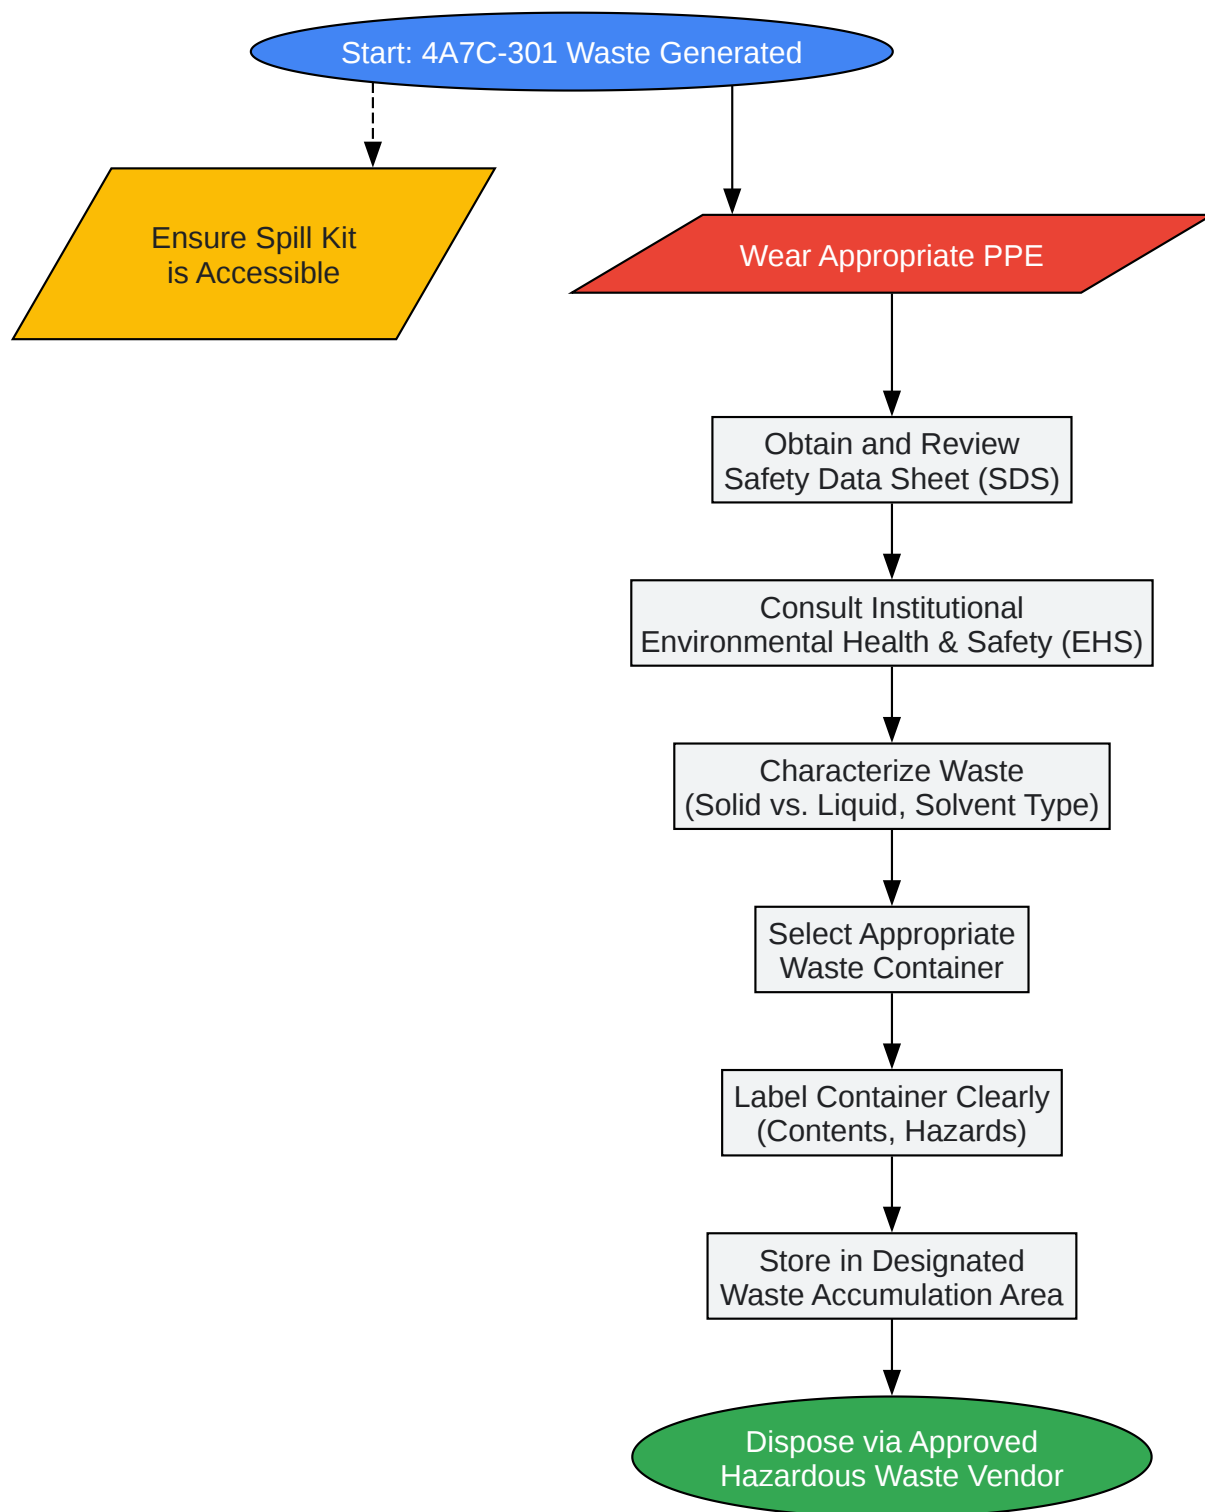 Start: 4A7C-301 Waste Generated
Ensure Spill Kit
is Accessible
Wear Appropriate PPE
Obtain and Review
Safety Data Sheet (SDS)
Consult Institutional
Environmental Health & Safety (EHS)
Characterize Waste
(Solid vs. Liquid, Solvent Type)
Select Appropriate
Waste Container
Label Container Clearly
(Contents, Hazards)
Store in Designated
Waste Accumulation Area
Dispose via Approved
Hazardous Waste Vendor